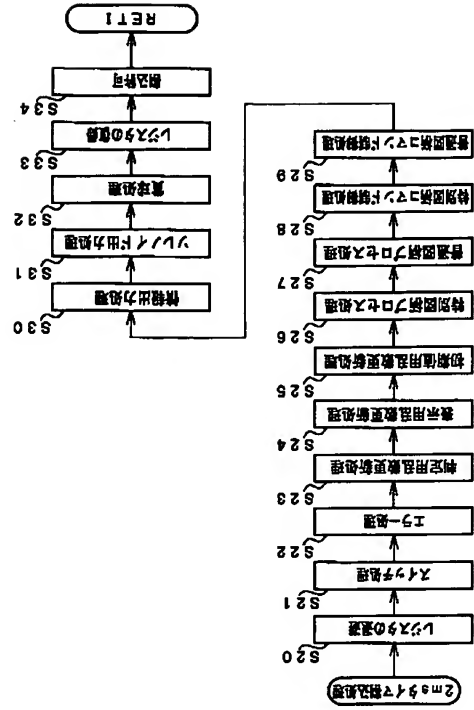 2msタイマ割込処理
S20
レジスタの退避
S21
スイッチ処理
S22
エラー処理
S23
判定用乱数更新処理
S24
表示用乱数更新処理
S25
初期値用乱数更新処理
S26
特別図柄プロセス処理
S27
普通図柄プロセス処理
S28
特別図柄コマンド制御処理
S29
普通図柄コマンド制御処理
S30
情報出力処理
S31
ソレノイド出力処理
S32
賞球処理
S33
レジスタの復帰
S34
割込許可
RETI